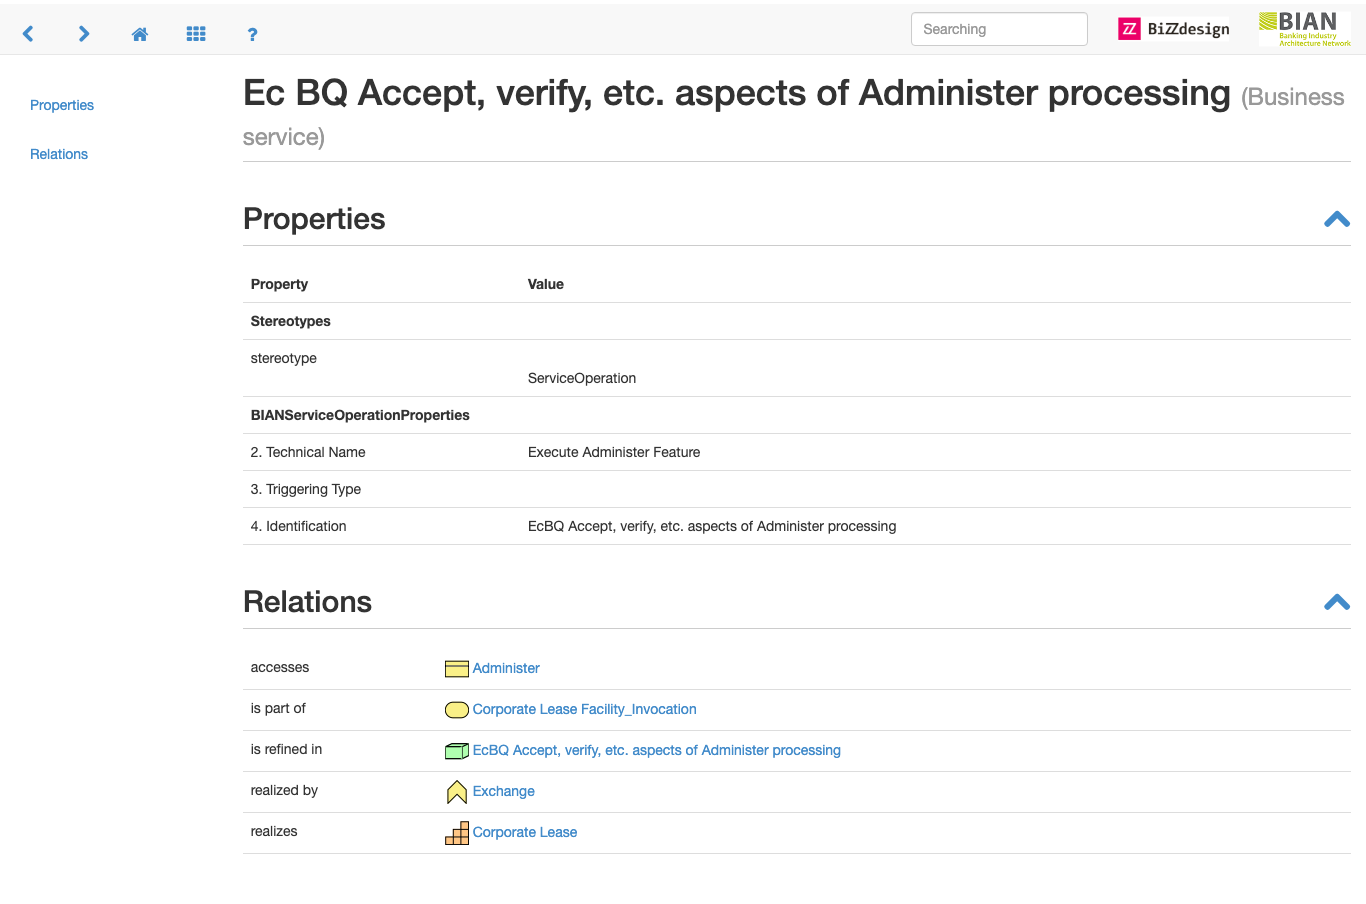 ?
Searching
ZZ BiZZdesign
BIAN
Banking Industry
Architecture Network
Properties
Relations
Ec BQ Accept, verify, etc. aspects of Administer processing (Business
service)
Properties
Property Value
Stereotypes
stereotype
ServiceOperation
BIANServiceOperationProperties
2. Technical Name Execute Administer Feature
3. Triggering Type
4. Identification EcBQ Accept, verify, etc. aspects of Administer processing
Relations
accesses Administer
is part of Corporate Lease Facility_Invocation
is refined in EcBQ Accept, verify, etc. aspects of Administer processing
realized by Exchange
realizes Corporate Lease